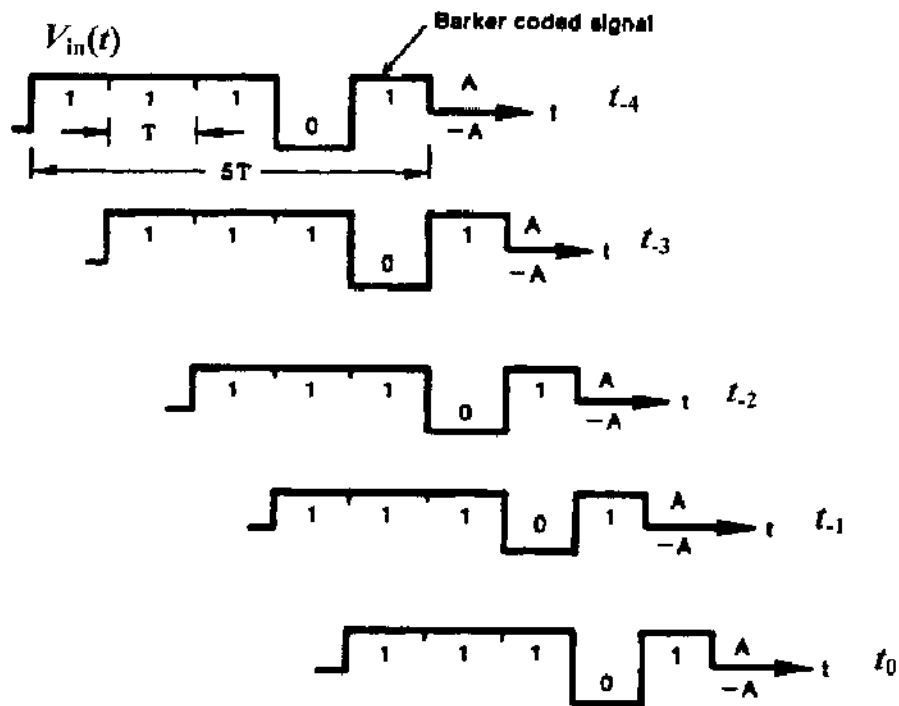 Barker coded signal
V_in(t)
1 1 1 0 1 A -A t t_-4
T
5T
1 1 1 0 1 A -A t t_-3
1 1 1 0 1 A -A t t_-2
1 1 1 0 1 A -A t t_-1
1 1 1 0 1 A -A t t_0